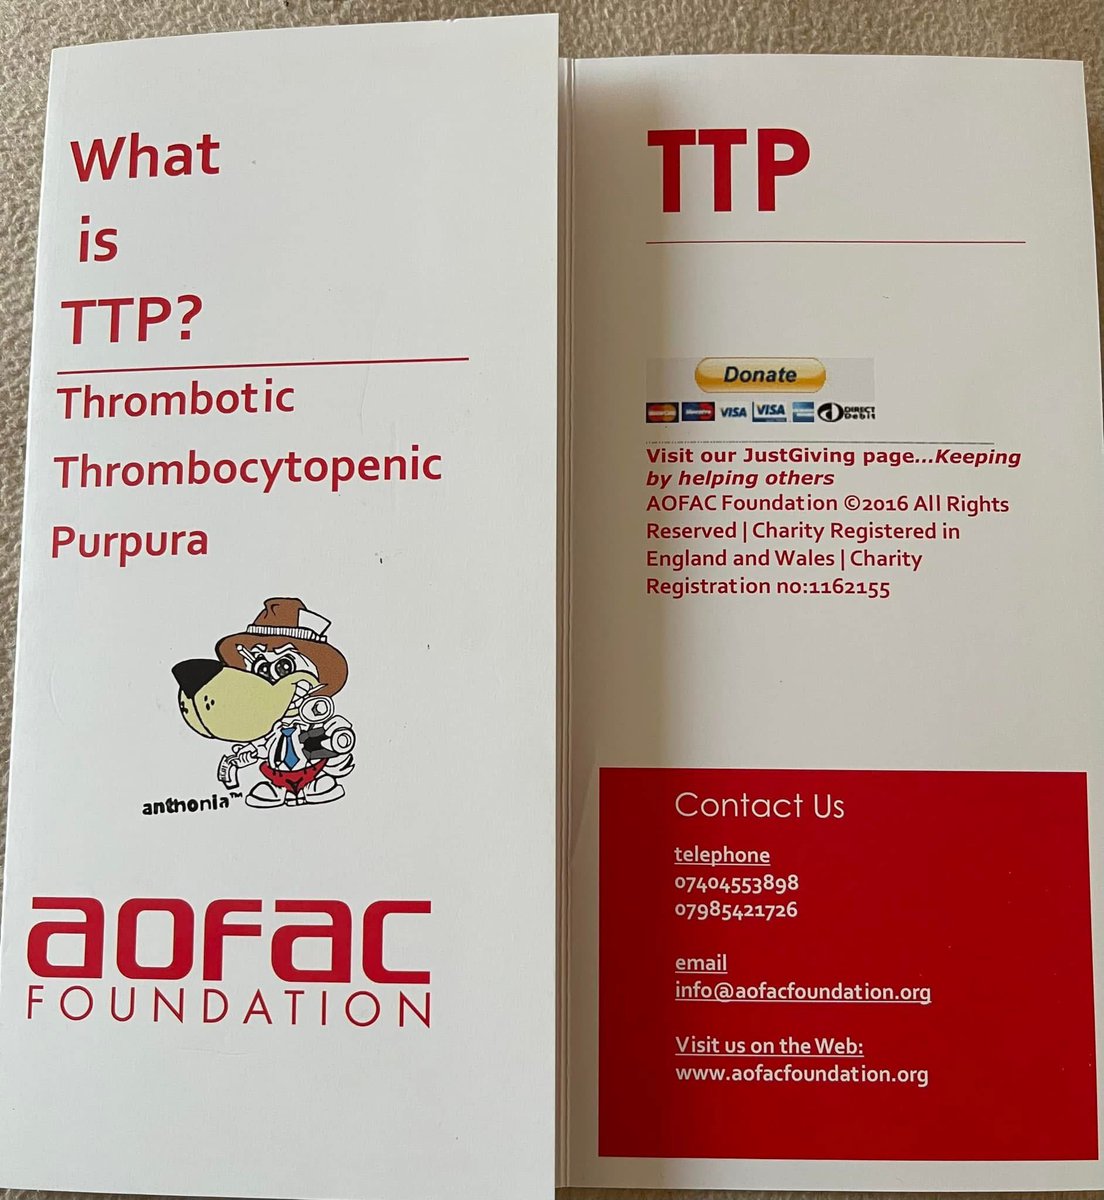 What
is
TTP?
Thrombotic
Thrombocytopenic
Purpura
anthonia™
aofac
FOUNDATION
TTP
Donate
VISA VISA DIRECT
Debit
Visit our JustGiving page...Keeping
by helping others
AOFAC Foundation ©2016 All Rights
Reserved | Charity Registered in
England and Wales | Charity
Registration no:1162155
Contact Us
telephone
07404553898
07985421726
email
info@aofacfoundation.org
Visit us on the Web:
www.aofacfoundation.org